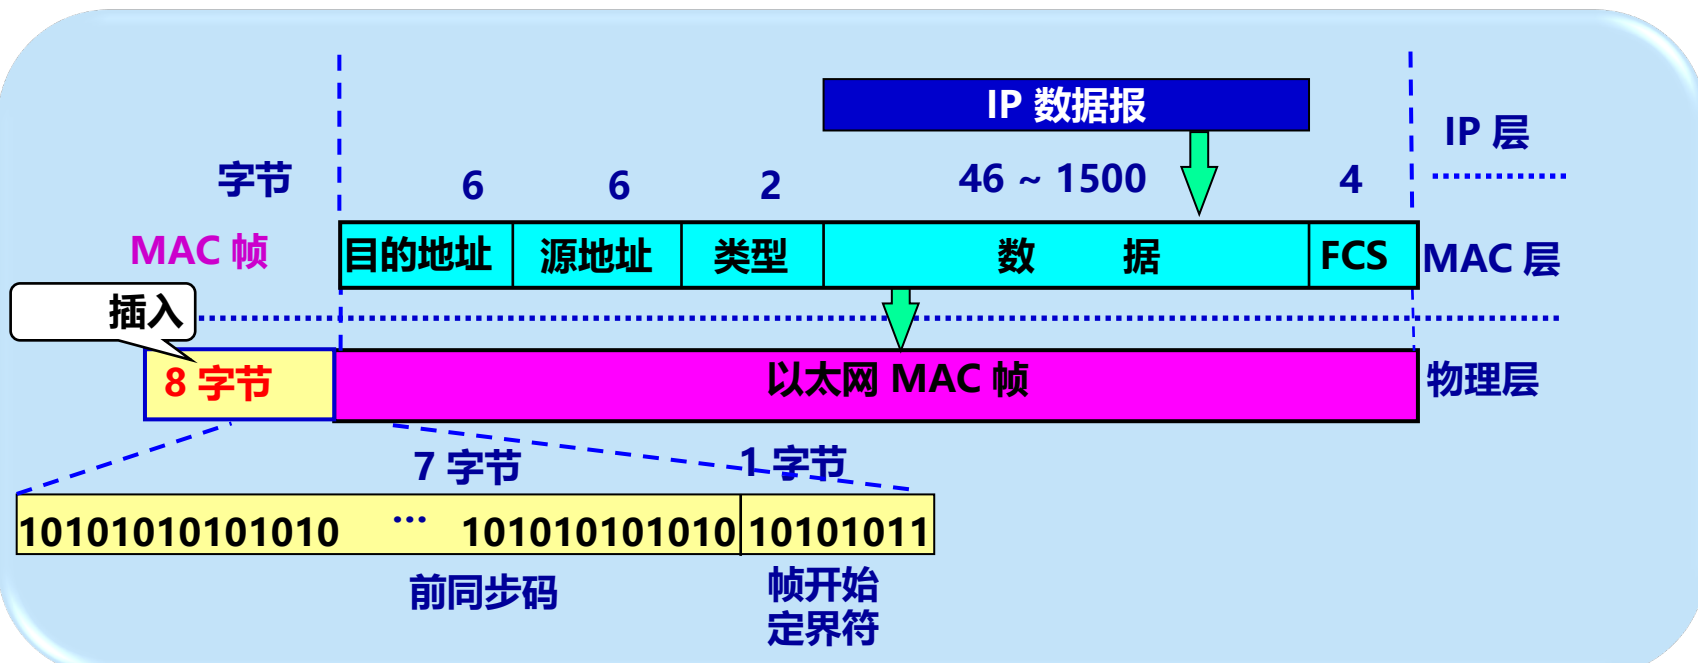 IP 数据报
IP 层
字节 6 6 2 46 ~ 1500 4
MAC 帧
目的地址 源地址 类型 数 据 FCS
MAC 层
插入
8 字节
以太网 MAC 帧
物理层
7 字节 1 字节
10101010101010 ... 101010101010 10101011
前同步码
帧开始
定界符